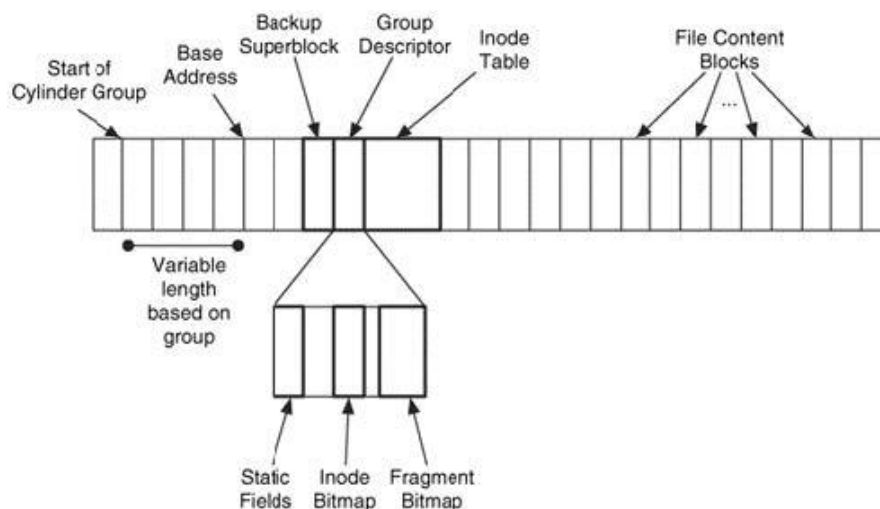 Start of
Cylinder Group
Base
Address
Backup
Superblock
Group
Descriptor
Inode
Table
File Content
Blocks
...
Variable
length
based on
group
Static
Fields
Inode
Bitmap
Fragment
Bitmap